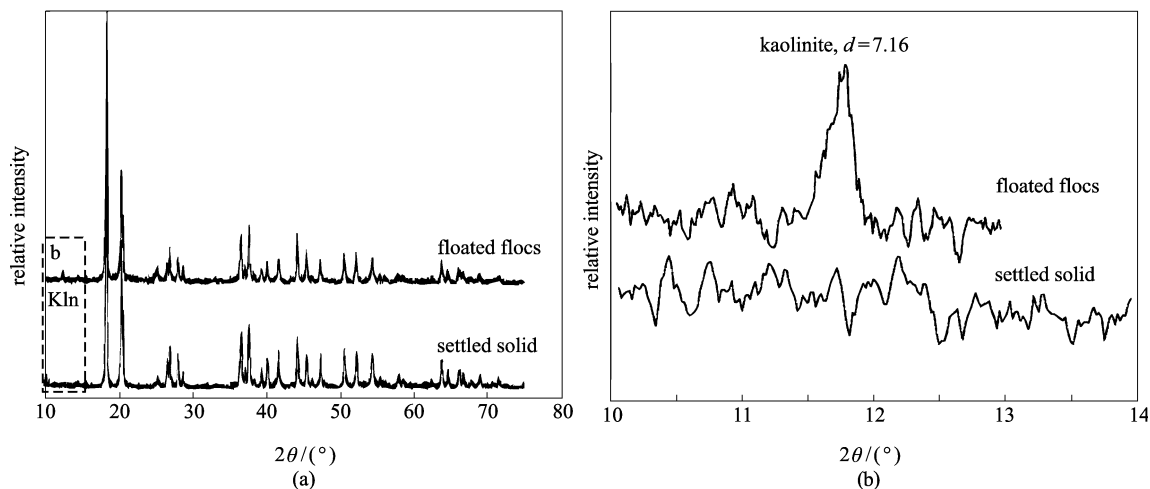 relative intensity
b
Kln
floated flocs
settled solid
10 20 30 40 50 60 70 80
2θ/(°)
(a)
relative intensity
kaolinite, d=7.16
floated flocs
settled solid
10 11 12 13 14
2θ/(°)
(b)